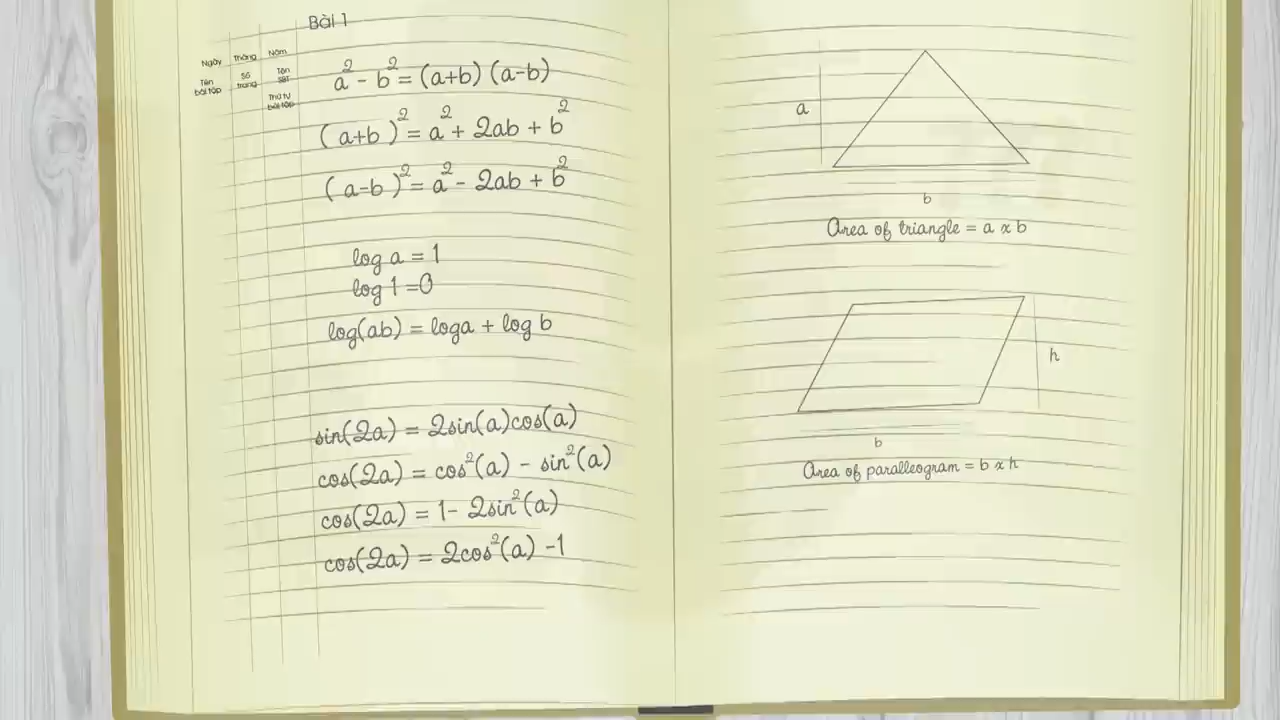 Bài 1
Ngày Tháng Năm
Tên bài tập Số trang Tên SBT
Thứ tự bài tập
a² - b² = (a+b) (a-b)
(a+b)² = a² + 2ab + b²
(a-b)² = a² - 2ab + b²
log a = 1
log 1 =0
log(ab) = loga + log b
sin(2a) = 2sin(a)cos(a)
cos(2a) = cos²(a) - sin²(a)
cos(2a) = 1- 2sin²(a)
cos(2a) = 2cos²(a) -1
a
b
Area of triangle = a x b
h
b
Area of paralleogram = b x h